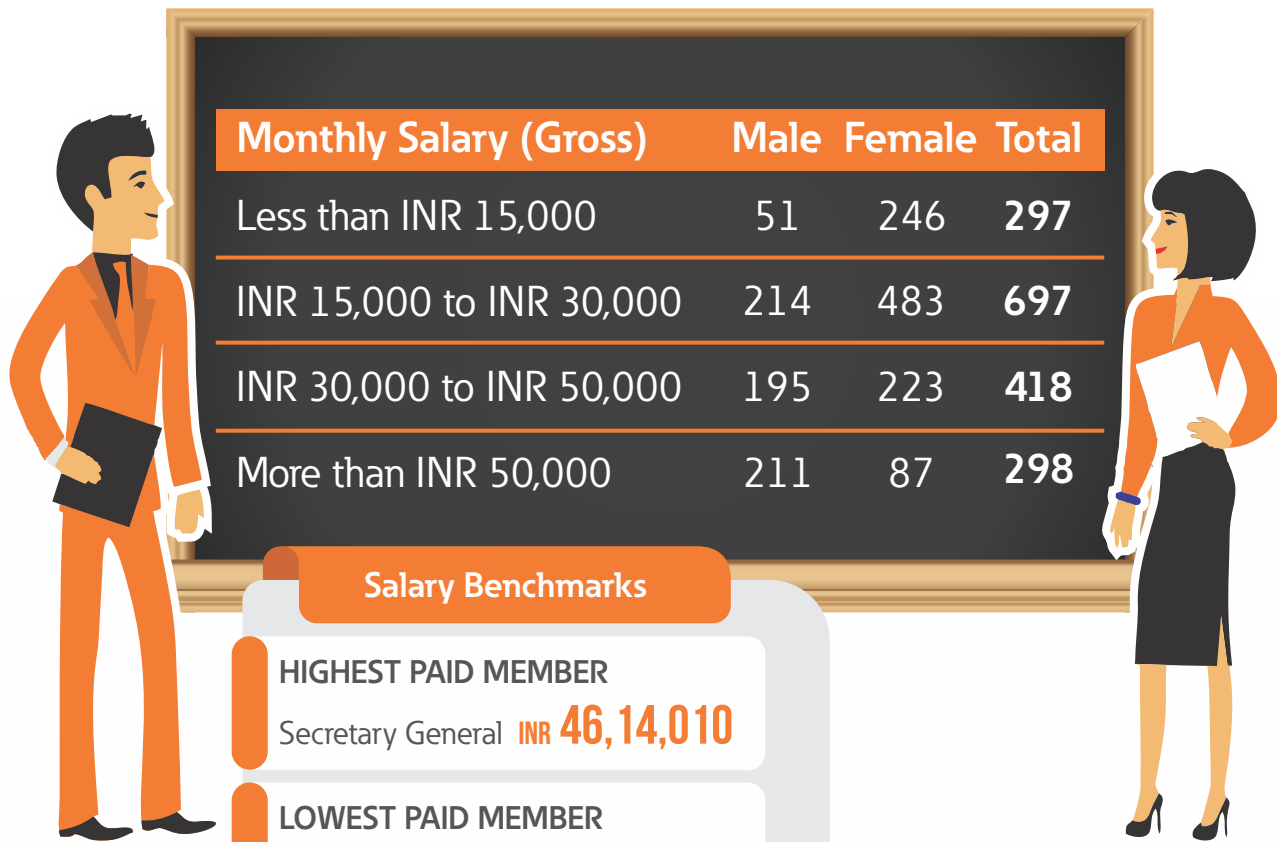 Monthly Salary (Gross) Male Female Total
Less than INR 15,000 51 246 297
INR 15,000 to INR 30,000 214 483 697
INR 30,000 to INR 50,000 195 223 418
More than INR 50,000 211 87 298
Salary Benchmarks
HIGHEST PAID MEMBER
Secretary General INR 46,14,010
LOWEST PAID MEMBER